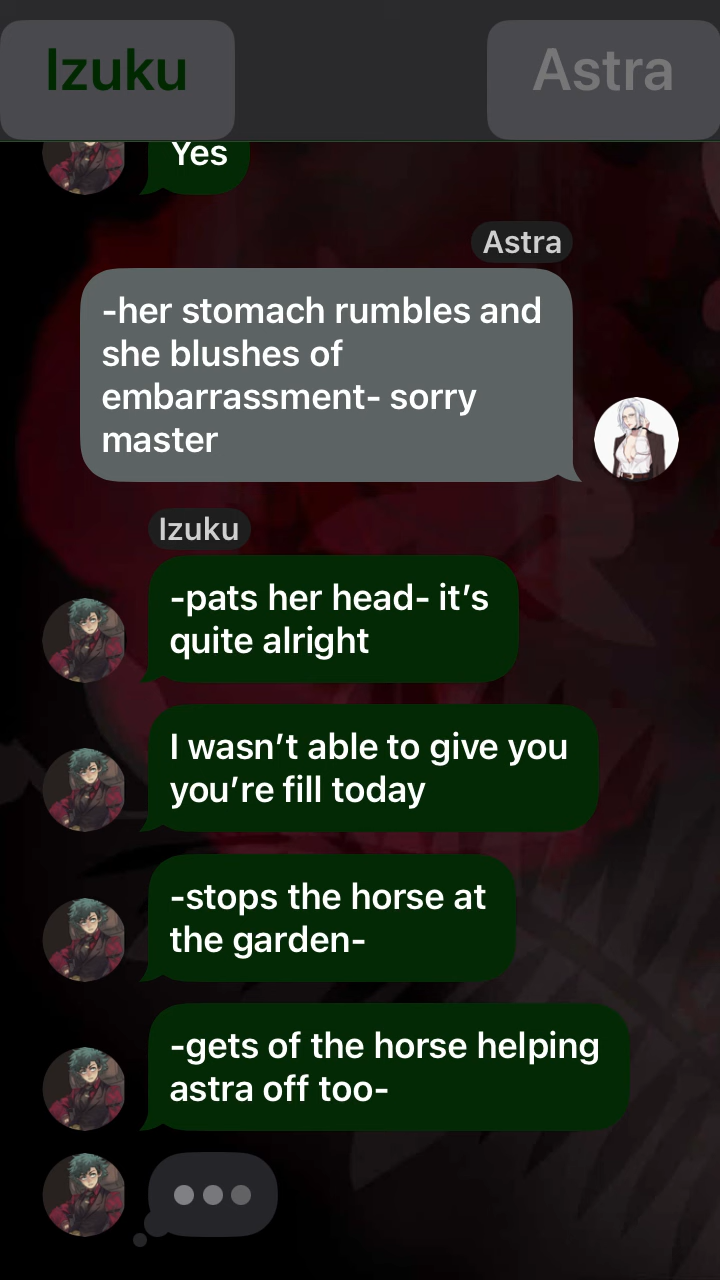 Izuku
Astra
Yes
Astra
-her stomach rumbles and
she blushes of
embarrassment- sorry
master
Izuku
-pats her head- it’s
quite alright
I wasn’t able to give you
you’re fill today
-stops the horse at
the garden-
-gets of the horse helping
astra off too-